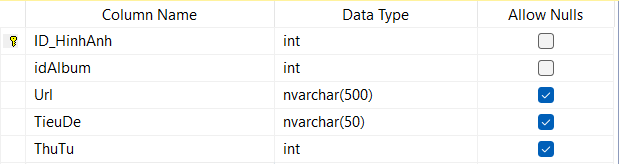 Column Name Data Type Allow Nulls
ID_HinhAnh int
idAlbum int
Url nvarchar(500)
TieuDe nvarchar(50)
ThuTu int